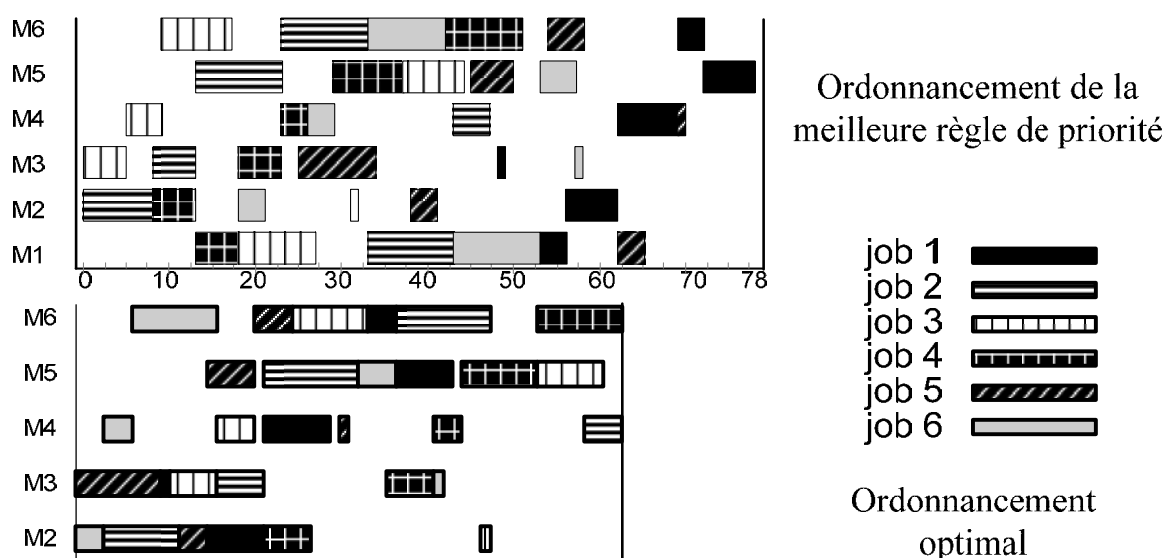 M6
M5
M4
M3
M2
M1
0 10 20 30 40 50 60 70 78
Ordonnancement de la
meilleure règle de priorité
job 1
job 2
job 3
job 4
job 5
job 6
M6
M5
M4
M3
M2
Ordonnancement
optimal